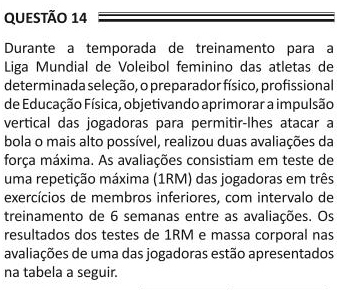 QUESTÃO 14
Durante a temporada de treinamento para a
Liga Mundial de Voleibol feminino das atletas de
determinada seleção, o preparador físico, profissional
de Educação Física, objetivando aprimorar a impulsão
vertical das jogadoras para permitir-lhes atacar a
bola o mais alto possível, realizou duas avaliações da
força máxima. As avaliações consistiam em teste de
uma repetição máxima (1RM) das jogadoras em três
exercícios de membros inferiores, com intervalo de
treinamento de 6 semanas entre as avaliações. Os
resultados dos testes de 1RM e massa corporal nas
avaliações de uma das jogadoras estão apresentados
na tabela a seguir.